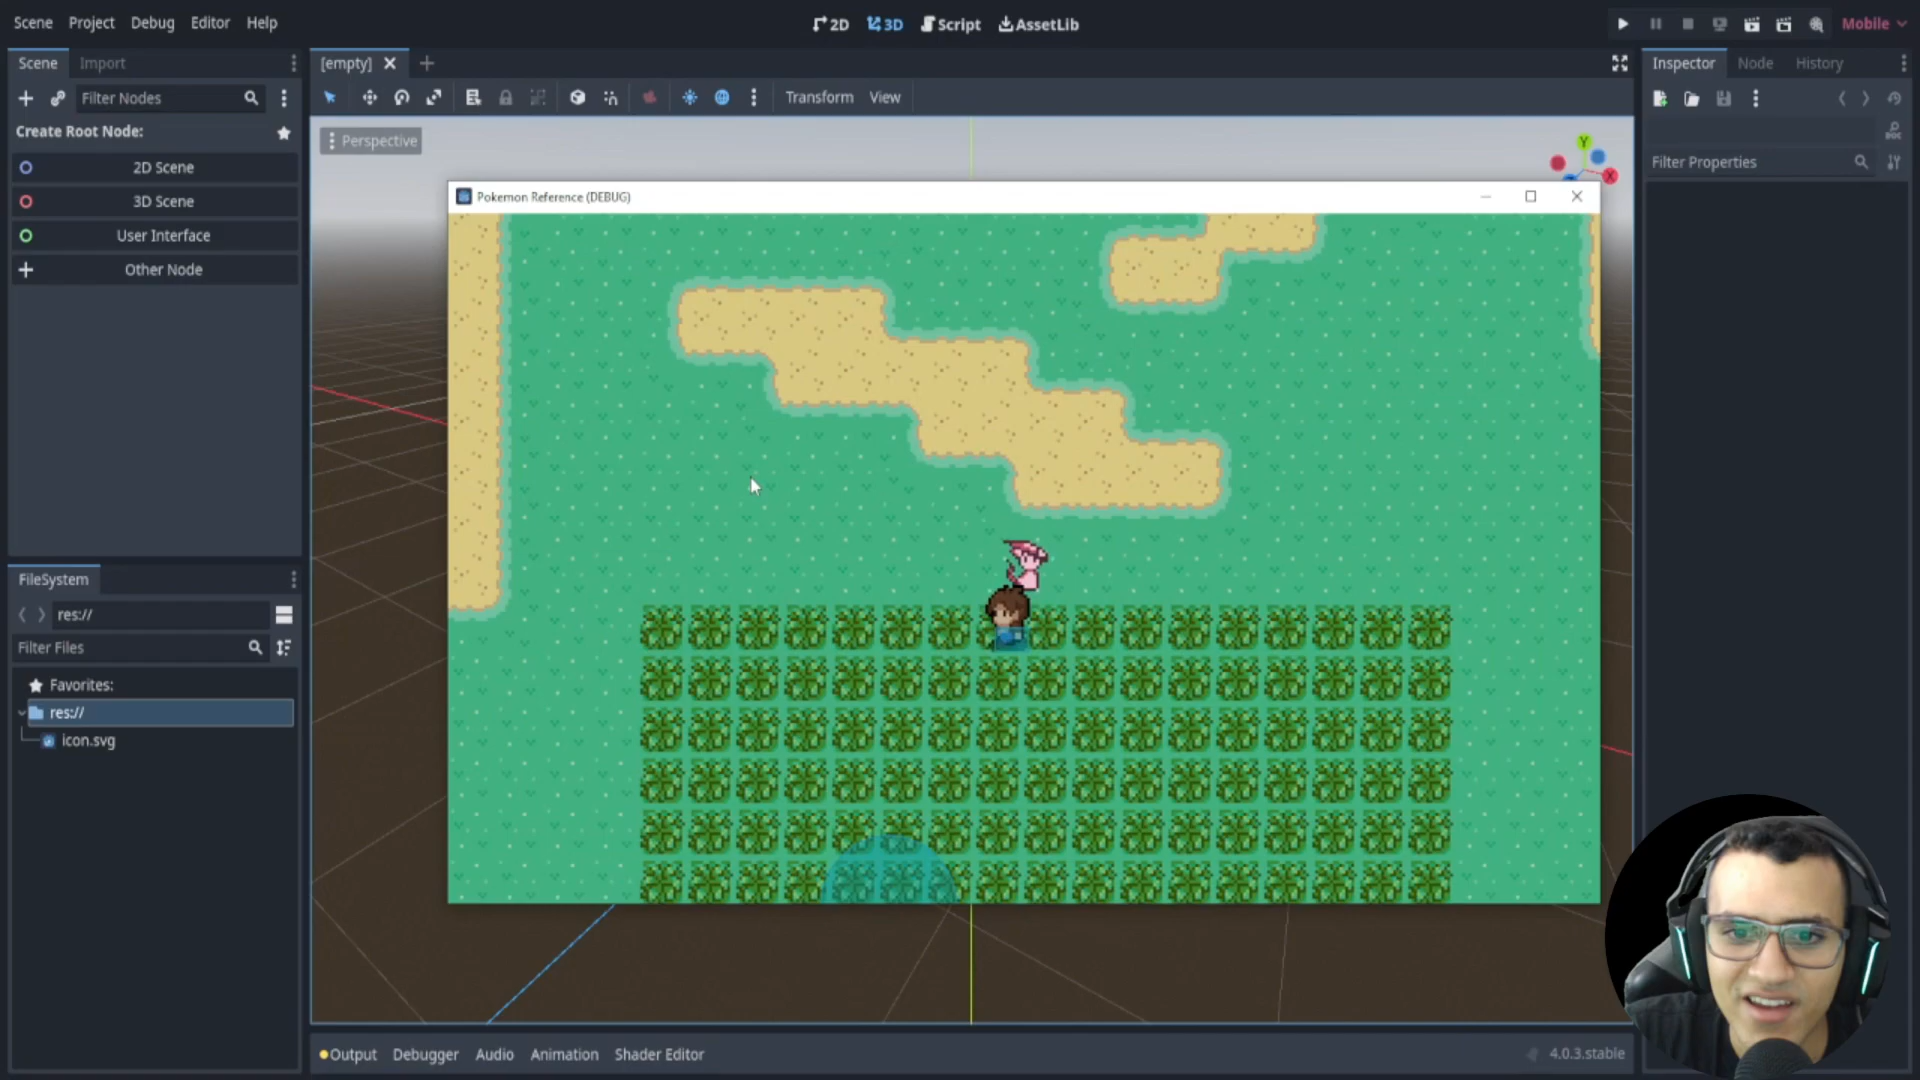 Scene Project Debug Editor Help
2D 3D Script AssetLib
Mobile
Scene Import
[empty]
Inspector Node History
Filter Nodes
Transform View
Create Root Node:
Perspective
Y
X
Filter Properties
2D Scene
3D Scene
User Interface
Other Node
Pokemon Reference (DEBUG)
FileSystem
res://
Filter Files
Favorites:
res://
icon.svg
Output Debugger Audio Animation Shader Editor
4.0.3.stable